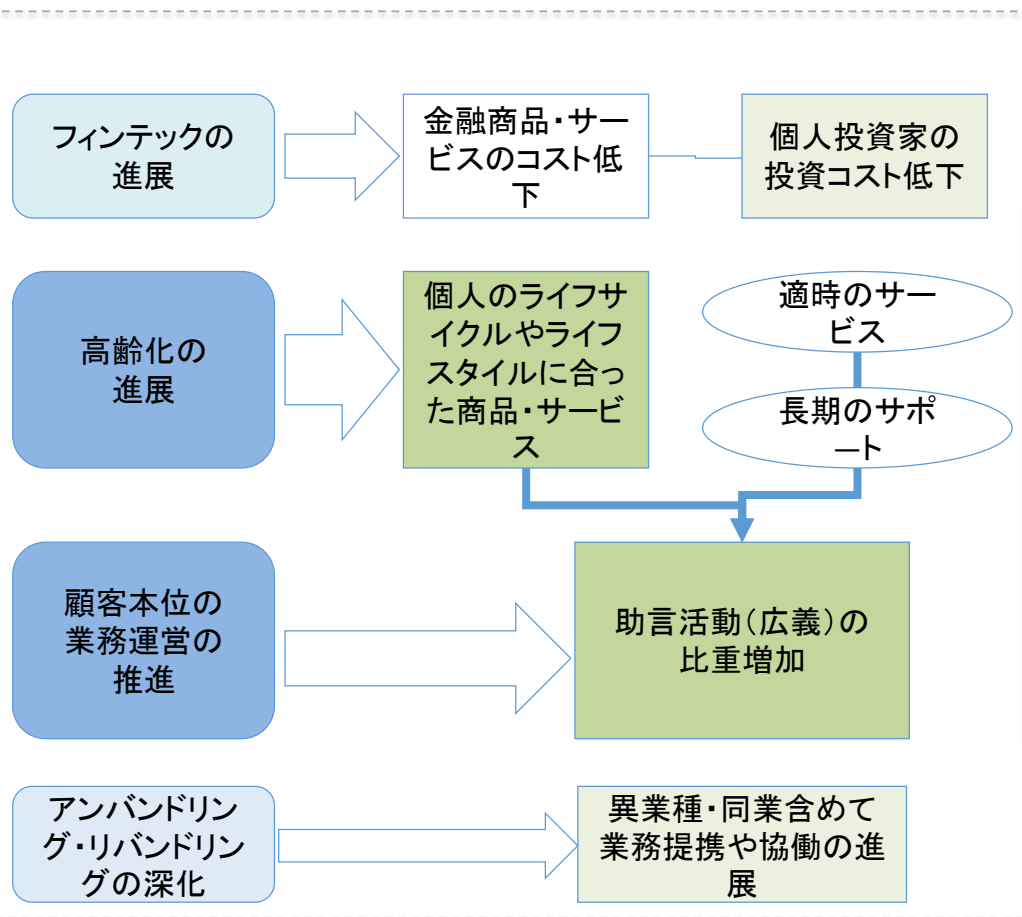 フィンテックの
進展
金融商品・サー
ビスのコスト低
下
個人投資家の
投資コスト低下
高齢化の
進展
個人のライフサ
イクルやライフ
スタイルに合っ
た商品・サービ
ス
適時のサー
ビス
長期のサポ
ート
顧客本位の
業務運営の
推進
助言活動（広義）の
比重増加
アンバンドリン
グ・リバンドリン
グの深化
異業種・同業含めて
業務提携や協働の進
展